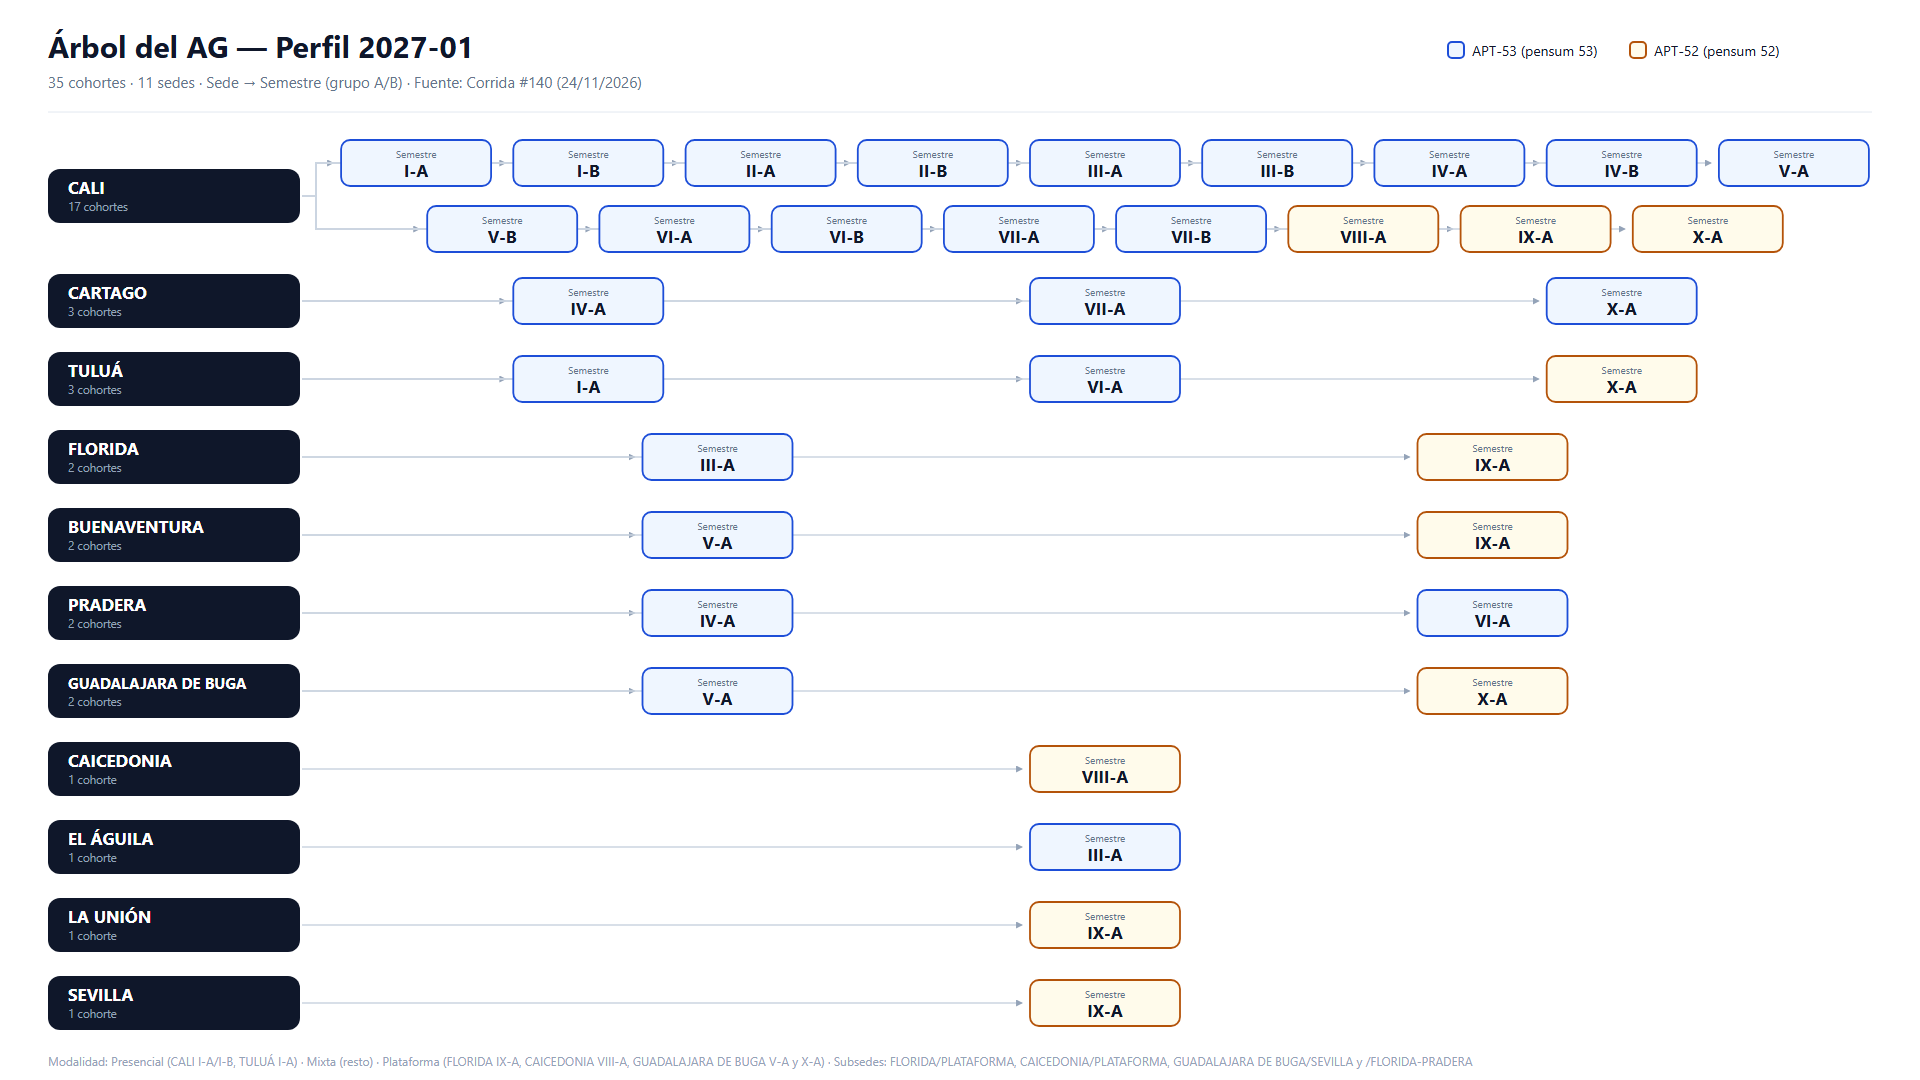 Árbol del AG — Perfil 2027-01
35 cohortes · 11 sedes · Sede → Semestre (grupo A/B) · Fuente: Corrida #140 (24/11/2026)
APT-53 (pensum 53)
APT-52 (pensum 52)
CALI
17 cohortes
Semestre
I-A
Semestre
I-B
Semestre
II-A
Semestre
II-B
Semestre
III-A
Semestre
III-B
Semestre
IV-A
Semestre
IV-B
Semestre
V-A
Semestre
V-B
Semestre
VI-A
Semestre
VI-B
Semestre
VII-A
Semestre
VII-B
Semestre
VIII-A
Semestre
IX-A
Semestre
X-A
CARTAGO
3 cohortes
Semestre
IV-A
Semestre
VII-A
Semestre
X-A
TULUÁ
3 cohortes
Semestre
I-A
Semestre
VI-A
Semestre
X-A
FLORIDA
2 cohortes
Semestre
III-A
Semestre
IX-A
BUENAVENTURA
2 cohortes
Semestre
V-A
Semestre
IX-A
PRADERA
2 cohortes
Semestre
IV-A
Semestre
VI-A
GUADALAJARA DE BUGA
2 cohortes
Semestre
V-A
Semestre
X-A
CAICEDONIA
1 cohorte
Semestre
VIII-A
EL ÁGUILA
1 cohorte
Semestre
III-A
LA UNIÓN
1 cohorte
Semestre
IX-A
SEVILLA
1 cohorte
Semestre
IX-A
Modalidad: Presencial (CALI I-A/I-B, TULUÁ I-A) · Mixta (resto) · Plataforma (FLORIDA IX-A, CAICEDONIA VIII-A, GUADALAJARA DE BUGA V-A y X-A) · Subsedes: FLORIDA/PLATAFORMA, CAICEDONIA/PLATAFORMA, GUADALAJARA DE BUGA/SEVILLA y /FLORIDA-PRADERA